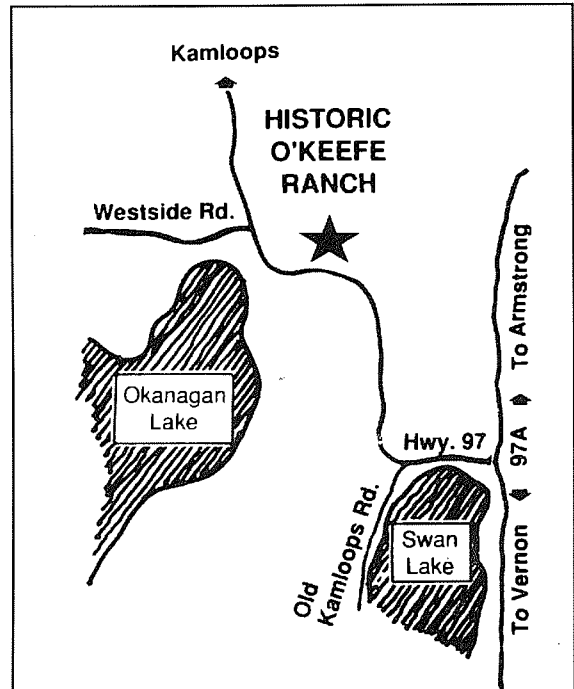 Kamloops
HISTORIC
O'KEEFE
RANCH
Westside Rd.
Okanagan
Lake
Hwy. 97
To Armstrong
97A
To Vernon
Old
Kamloops Rd.
Swan
Lake